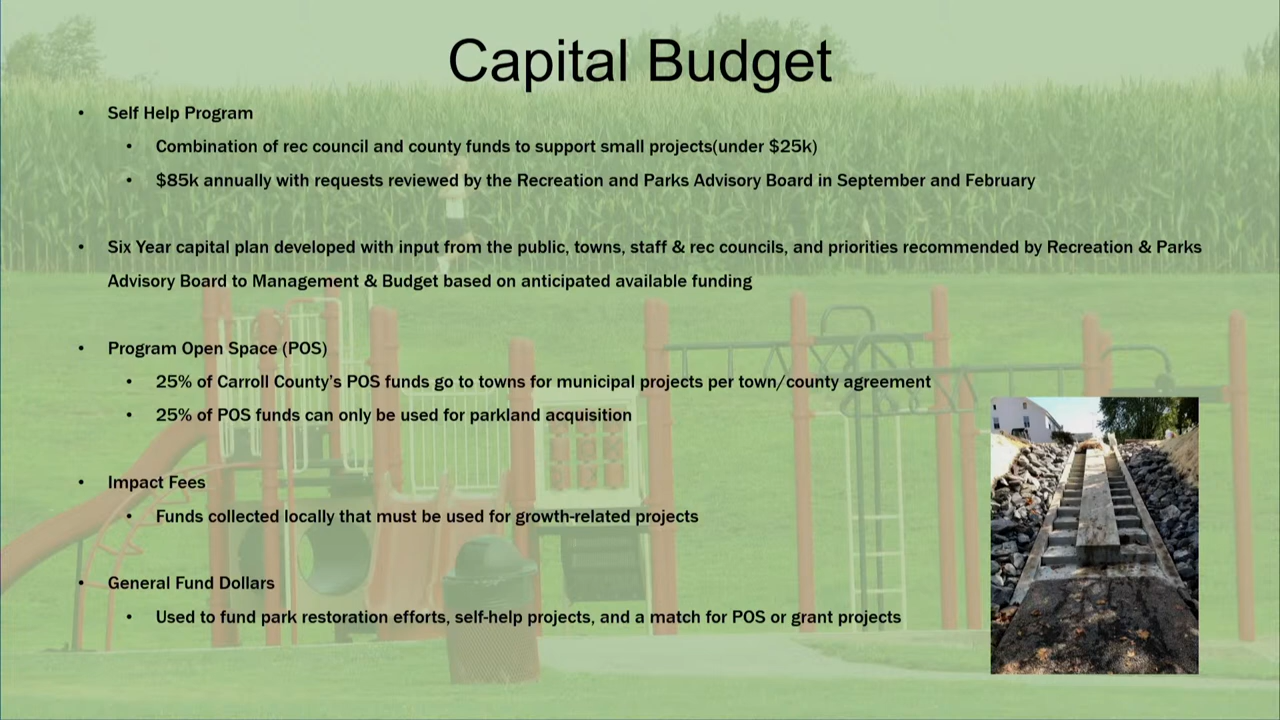 Capital Budget
• Self Help Program
• Combination of rec council and county funds to support small projects(under $25k)
• $85k annually with requests reviewed by the Recreation and Parks Advisory Board in September and February
• Six Year capital plan developed with input from the public, towns, staff & rec councils, and priorities recommended by Recreation & Parks
Advisory Board to Management & Budget based on anticipated available funding
• Program Open Space (POS)
• 25% of Carroll County's POS funds go to towns for municipal projects per town/county agreement
• 25% of POS funds can only be used for parkland acquisition
• Impact Fees
• Funds collected locally that must be used for growth-related projects
• General Fund Dollars
• Used to fund park restoration efforts, self-help projects, and a match for POS or grant projects